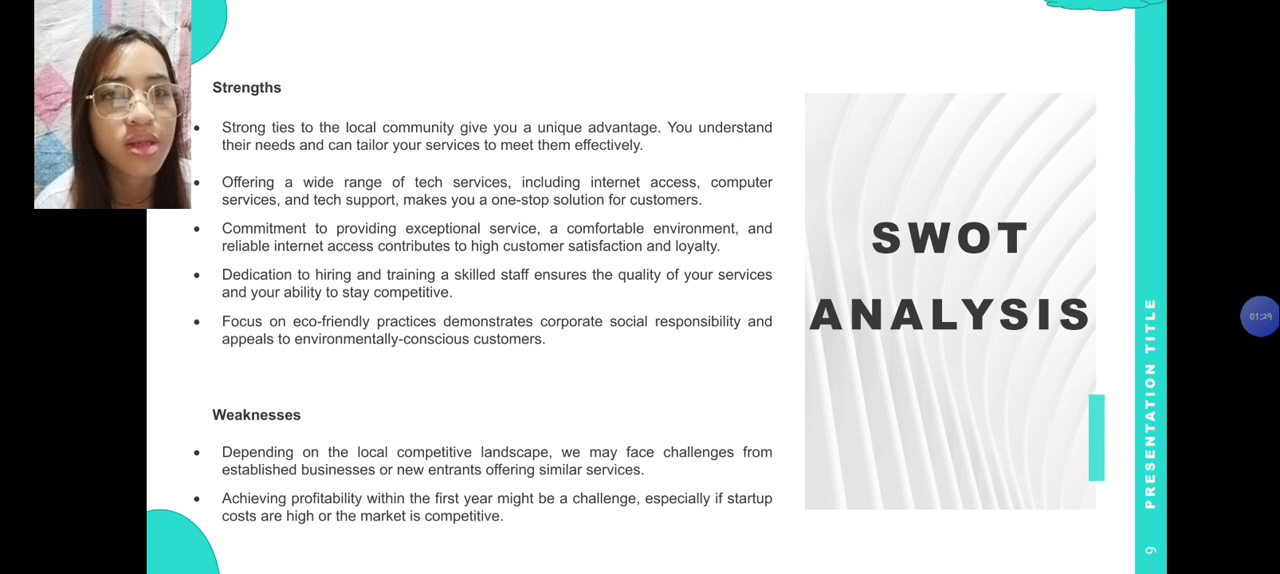 Strengths
• Strong ties to the local community give you a unique advantage. You understand
their needs and can tailor your services to meet them effectively.
• Offering a wide range of tech services, including internet access, computer
services, and tech support, makes you a one-stop solution for customers.
• Commitment to providing exceptional service, a comfortable environment, and
reliable internet access contributes to high customer satisfaction and loyalty.
• Dedication to hiring and training a skilled staff ensures the quality of your services
and your ability to stay competitive.
• Focus on eco-friendly practices demonstrates corporate social responsibility and
appeals to environmentally-conscious customers.
Weaknesses
• Depending on the local competitive landscape, we may face challenges from
established businesses or new entrants offering similar services.
• Achieving profitability within the first year might be a challenge, especially if startup
costs are high or the market is competitive.
SWOT
ANALYSIS
PRESENTATION TITLE
9
01:29